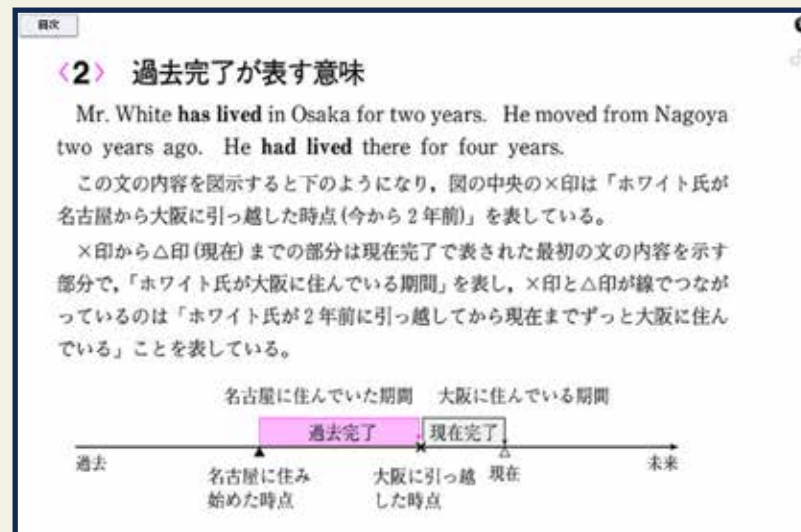 目次
〈2〉 過去完了が表す意味
Mr. White has lived in Osaka for two years. He moved from Nagoya
two years ago. He had lived there for four years.
この文の内容を図示すると下のようになり，図の中央の×印は「ホワイト氏が
名古屋から大阪に引っ越した時点(今から2年前)」を表している。
×印から△印(現在)までの部分は現在完了で表された最初の文の内容を示す
部分で，「ホワイト氏が大阪に住んでいる期間」を表し，×印と△印が線でつなが
っているのは「ホワイト氏が2年前に引っ越してから現在までずっと大阪に住ん
でいる」ことを表している。
名古屋に住んでいた期間 大阪に住んでいる期間
過去完了 現在完了
過去 名古屋に住み 大阪に引っ越 現在 未来
始めた時点 した時点